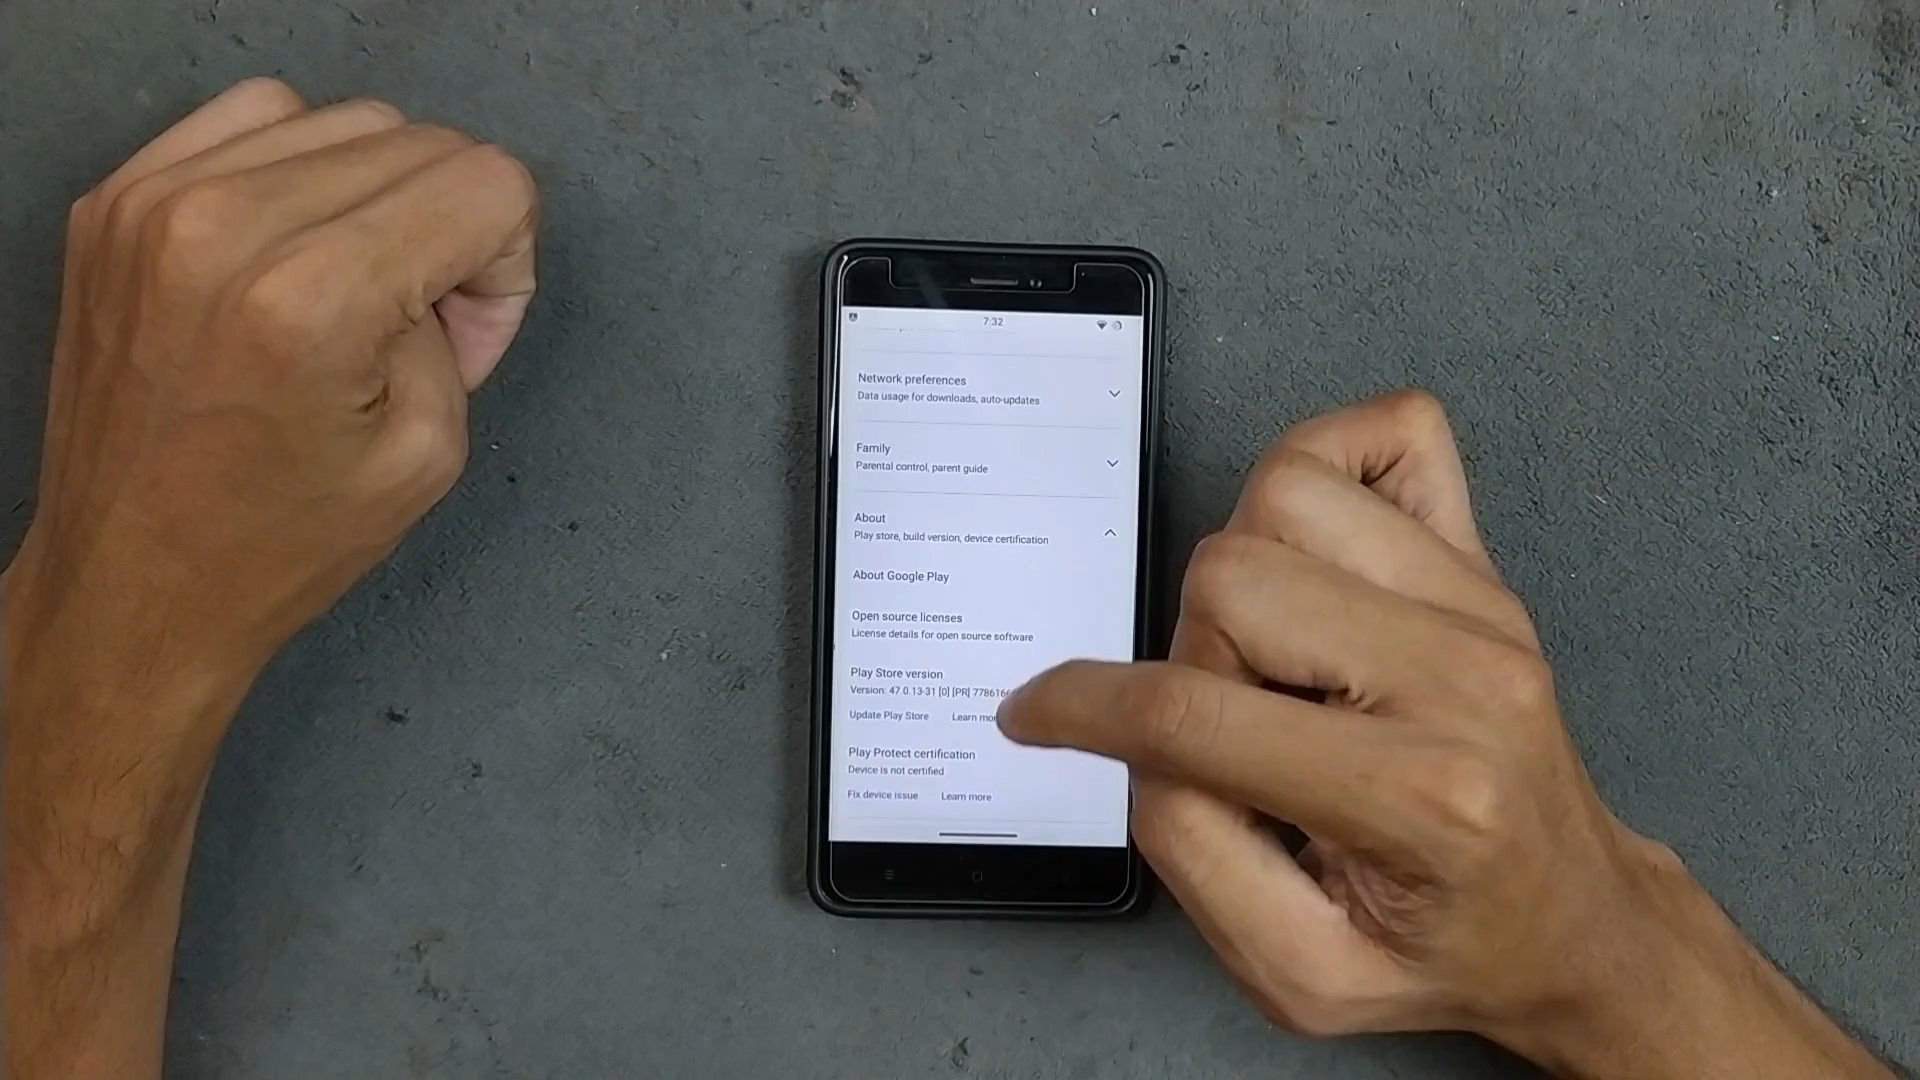 7:32
Network preferences
Data usage for downloads, auto-updates
Family
Parental control, parent guide
About
Play store, build version, device certification
About Google Play
Open source licenses
License details for open source software
Play Store version
Version: 47 0.13-31 [0] [PR]
Update Play Store Learn
Play Protect certification
Device is not certified
Fix device issue Learn more